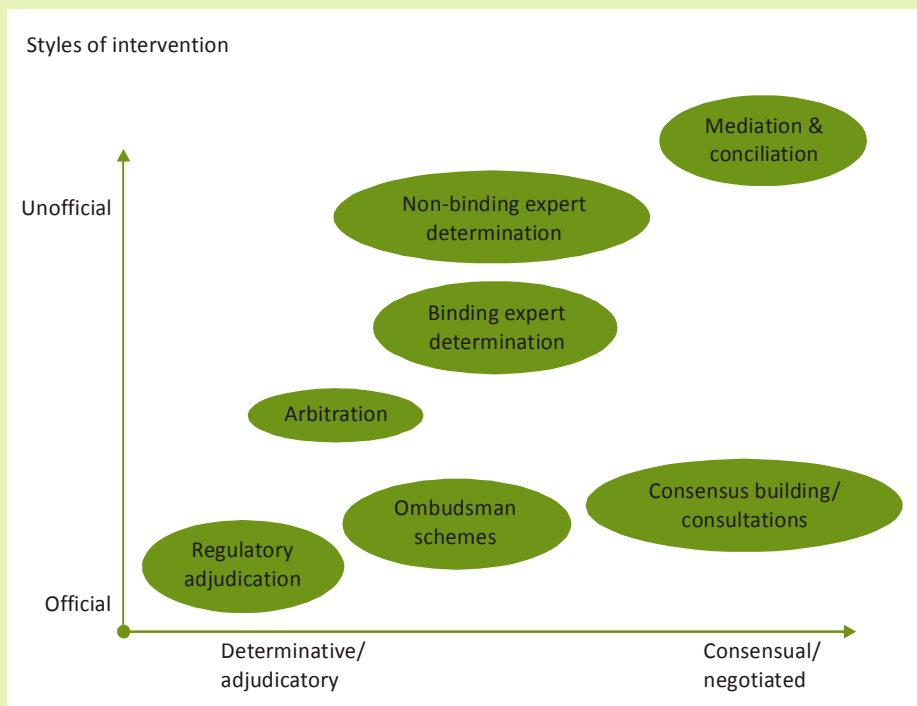 Styles of intervention
Mediation &
conciliation
Unofficial
Non-binding expert
determination
Binding expert
determination
Arbitration
Consensus building/
consultations
Ombudsman
schemes
Regulatory
adjudication
Official
Determinative/
adjudicatory
Consensual/
negotiated